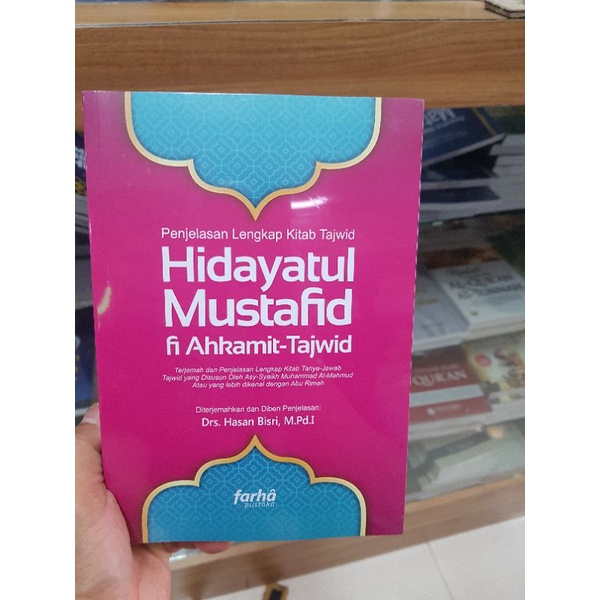 Penjelasan Lengkap Kitab Tajwid
Hidayatul
Mustafid
fi Ahkamit-Tajwid
Terjemah dan Penjelasan Lengkap Kitab Tanya-Jawab
Tajwid yang Disusun Oleh Asy-Syaikh Muhammad Al-Mahmud
Atau yang lebih dikenal dengan Abu Rimah
Diterjemahkan dan Diberi Penjelasan:
Drs. Hasan Bisri, M.Pd.I
farhâ
pustaka